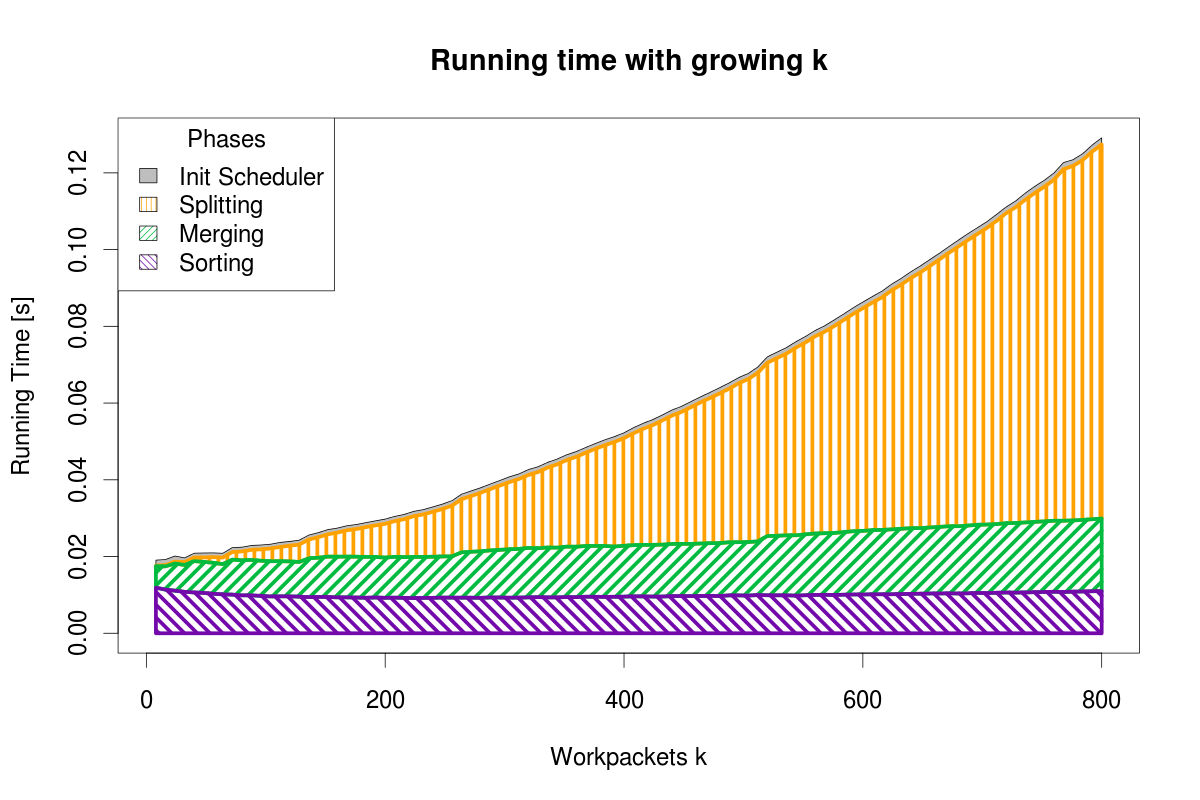 Running time with growing k
Phases
Init Scheduler
Splitting
Merging
Sorting
Running Time [s]
0.12
0.10
0.08
0.06
0.04
0.02
0.00
0 200 400 600 800
Workpackets k